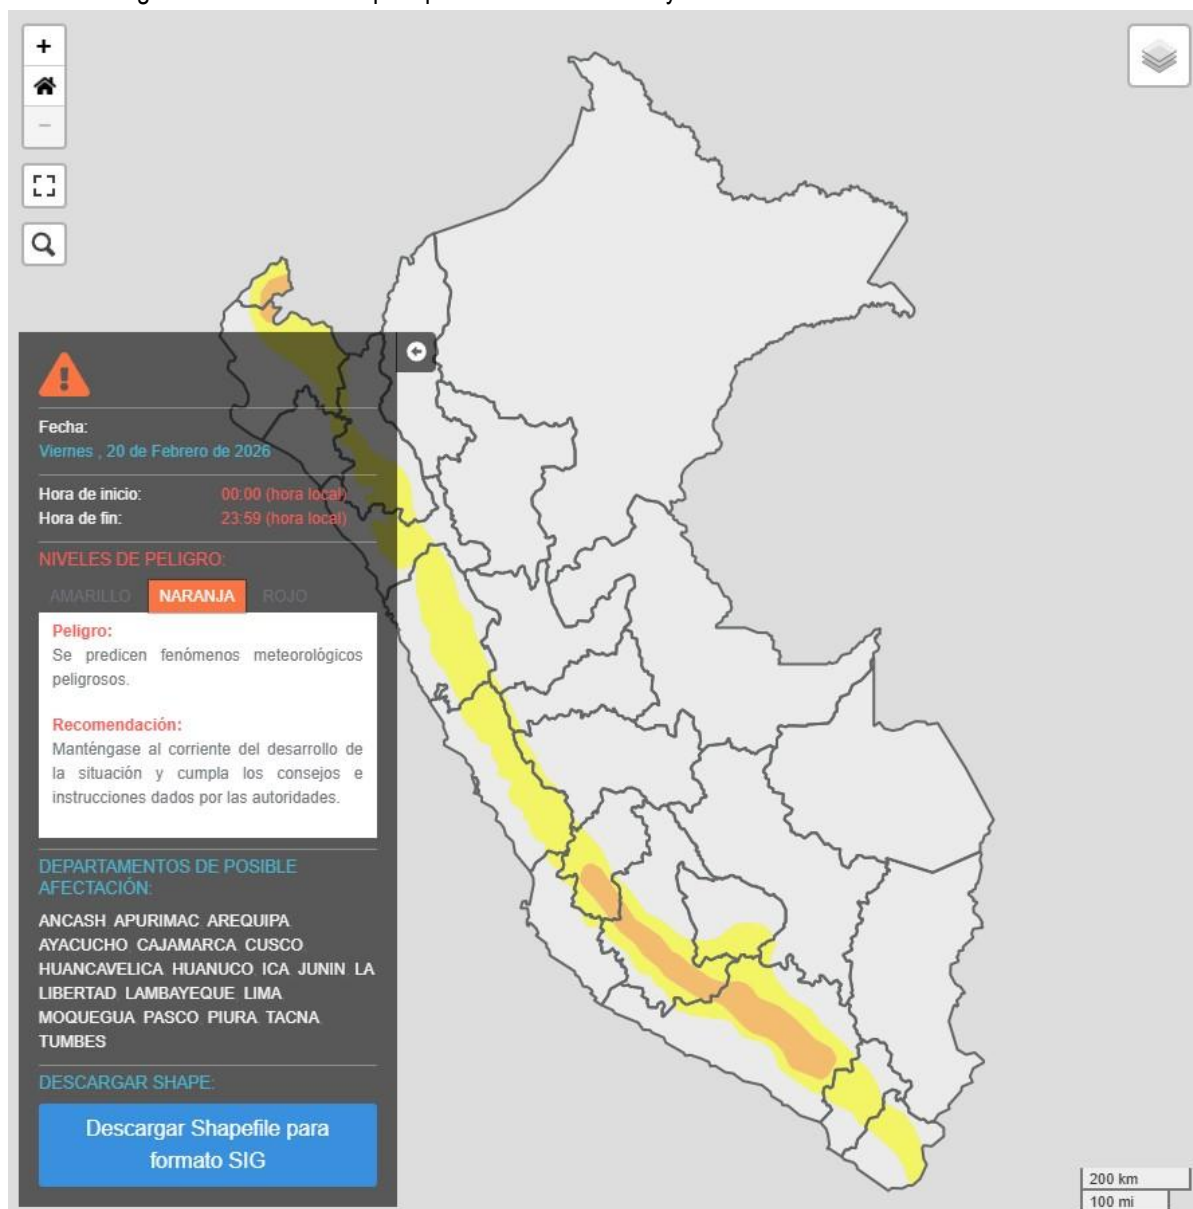 +
−
Fecha:
Viernes , 20 de Febrero de 2026
Hora de inicio: 00:00 (hora local)
Hora de fin: 23:59 (hora local)
NIVELES DE PELIGRO:
AMARILLO NARANJA ROJO
Peligro:
Se predicen fenómenos meteorológicos
peligrosos.
Recomendación:
Manténgase al corriente del desarrollo de
la situación y cumpla los consejos e
instrucciones dados por las autoridades.
DEPARTAMENTOS DE POSIBLE
AFECTACIÓN:
ANCASH APURIMAC AREQUIPA
AYACUCHO CAJAMARCA CUSCO
HUANCAVELICA HUANUCO ICA JUNIN LA
LIBERTAD LAMBAYEQUE LIMA
MOQUEGUA PASCO PIURA TACNA
TUMBES
DESCARGAR SHAPE:
Descargar Shapefile para
formato SIG
200 km
100 mi